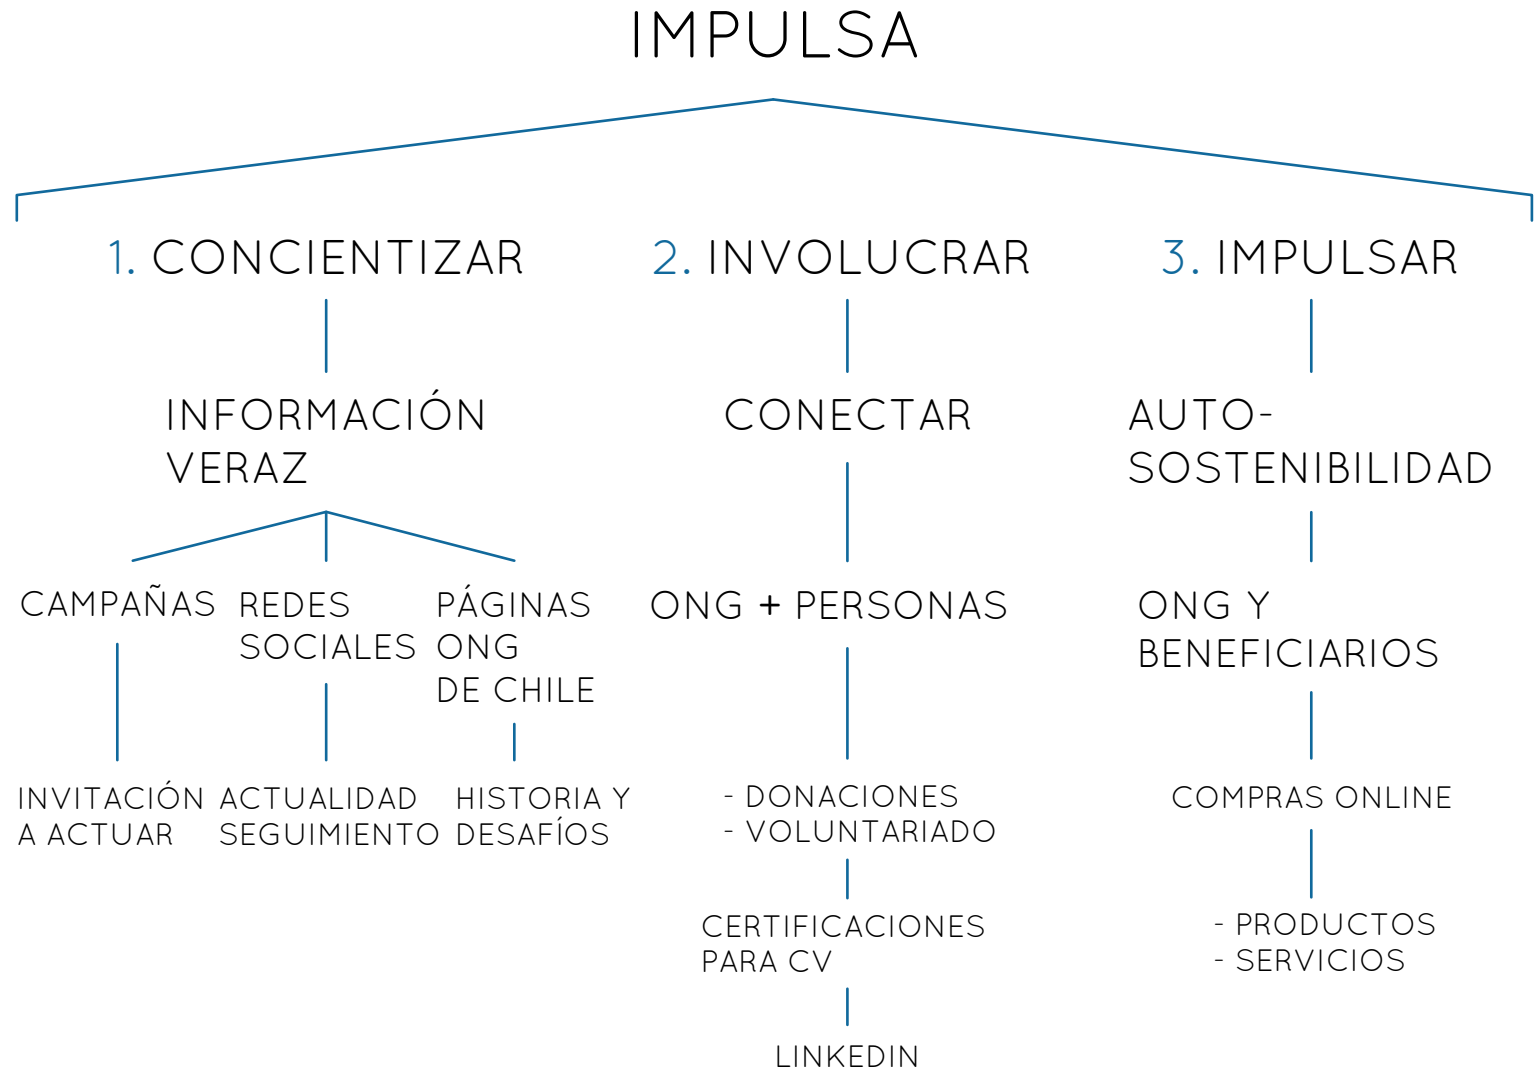 IMPULSA
1. CONCIENTIZAR
INFORMACIÓN
VERAZ
CAMPAÑAS
INVITACIÓN
A ACTUAR
REDES
SOCIALES
ACTUALIDAD
SEGUIMIENTO
PÁGINAS
ONG
DE CHILE
HISTORIA Y
DESAFÍOS
2. INVOLUCRAR
CONECTAR
ONG + PERSONAS
- DONACIONES
- VOLUNTARIADO
CERTIFICACIONES
PARA CV
LINKEDIN
3. IMPULSAR
AUTO-
SOSTENIBILIDAD
ONG Y
BENEFICIARIOS
COMPRAS ONLINE
- PRODUCTOS
- SERVICIOS